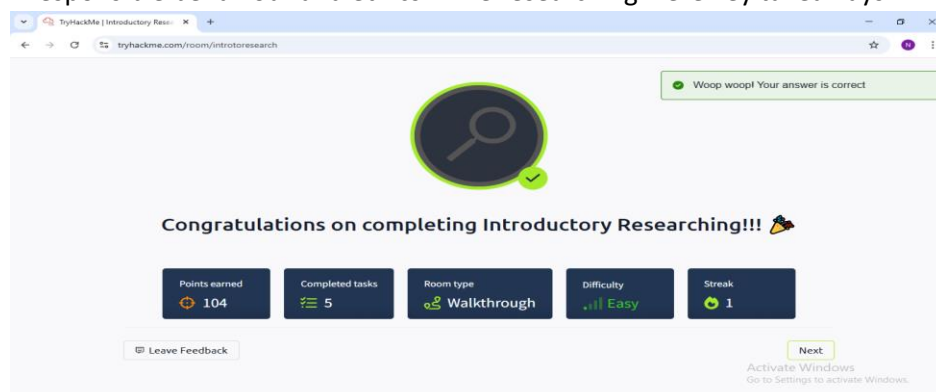 TryHackMe | Introductory Resea
tryhackme.com/room/introtoresearch
N
Woop woop! Your answer is correct
Congratulations on completing Introductory Researching!!!
Points earned
104
Completed tasks
5
Room type
Walkthrough
Difficulty
Easy
Streak
1
Leave Feedback
Next
Activate Windows
Go to Settings to activate Windows.